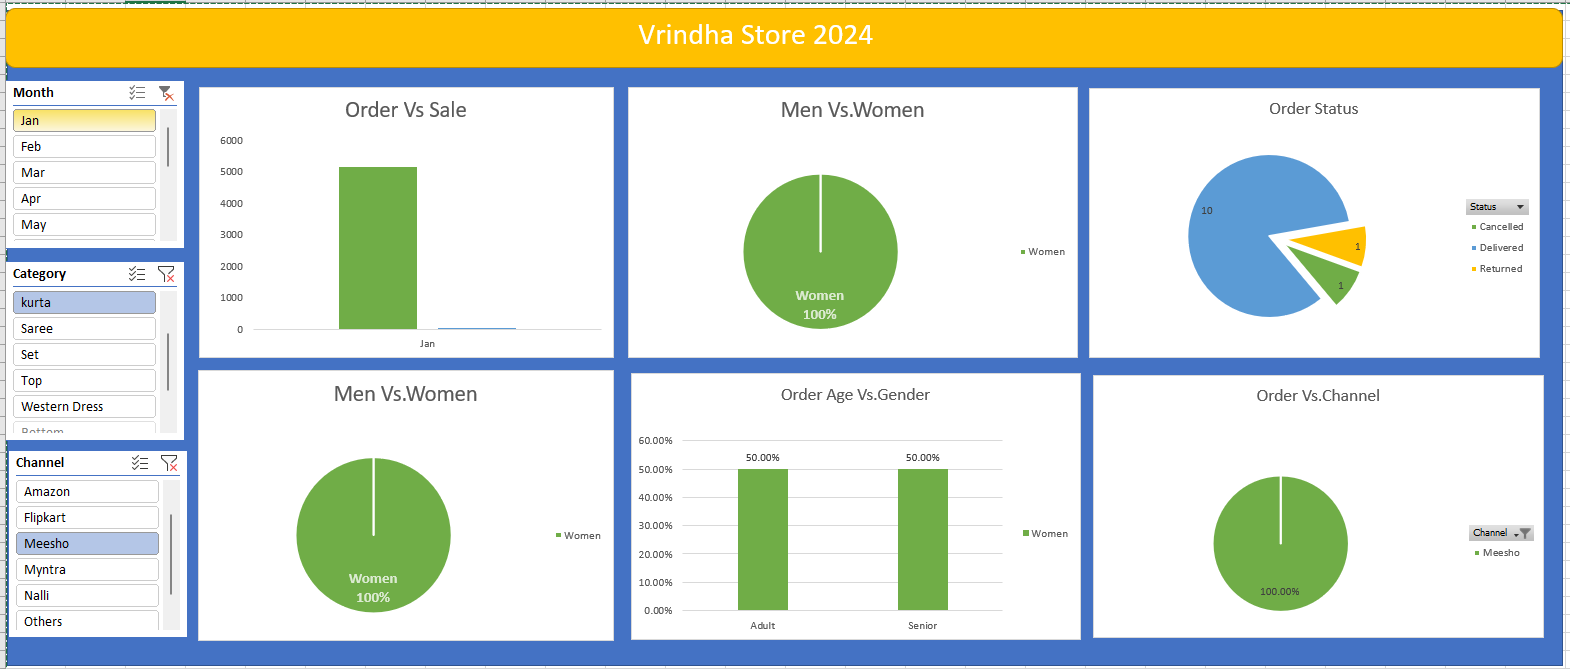 Vrindha Store 2024
Month
Jan
Feb
Mar
Apr
May
Category
kurta
Saree
Set
Top
Western Dress
Bottom
Channel
Amazon
Flipkart
Meesho
Myntra
Nalli
Others
Order Vs Sale
6000
5000
4000
3000
2000
1000
0
Jan
Men Vs.Women
Women
100%
Women
Order Status
10
1
1
Status
Cancelled
Delivered
Returned
Men Vs.Women
Women
100%
Women
Order Age Vs.Gender
60.00%
50.00%
40.00%
30.00%
20.00%
10.00%
0.00%
50.00%
50.00%
Adult
Senior
Women
Order Vs.Channel
100.00%
Channel
Meesho